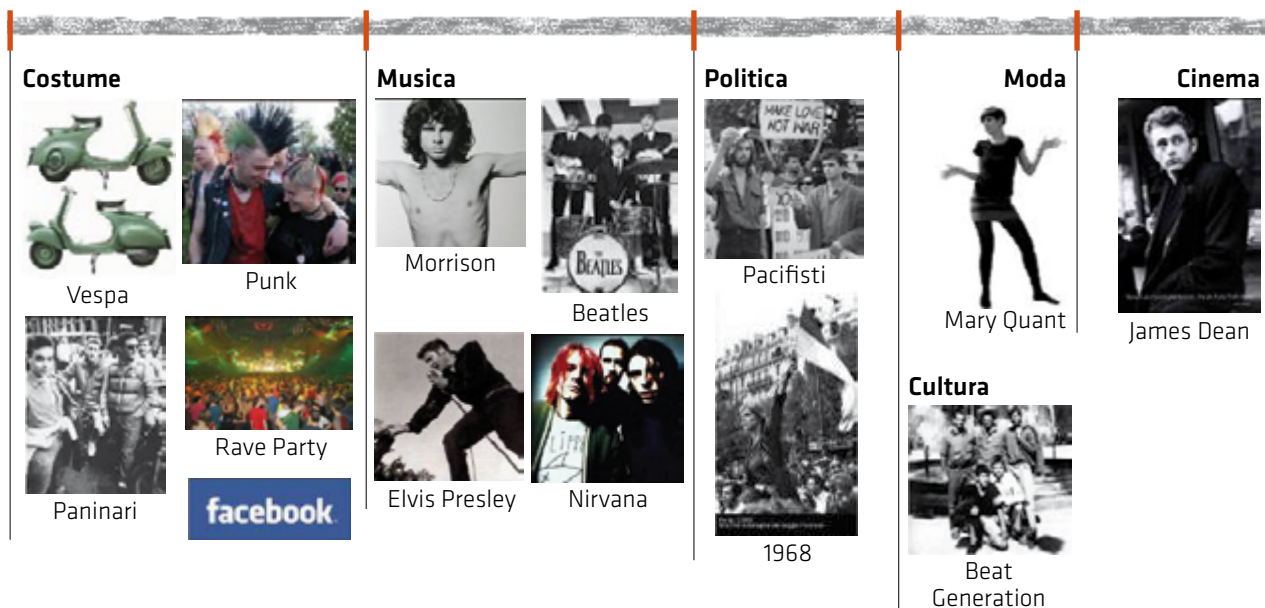 Costume
Vespa
Punk
Paninari
Rave Party
facebook
Musica
Morrison
THE
BEATLES
Beatles
Elvis Presley
Nirvana
Politica
MAKE LOVE
NOT WAR
Pacifisti
1968
Moda
Mary Quant
Cultura
Beat
Generation
Cinema
James Dean